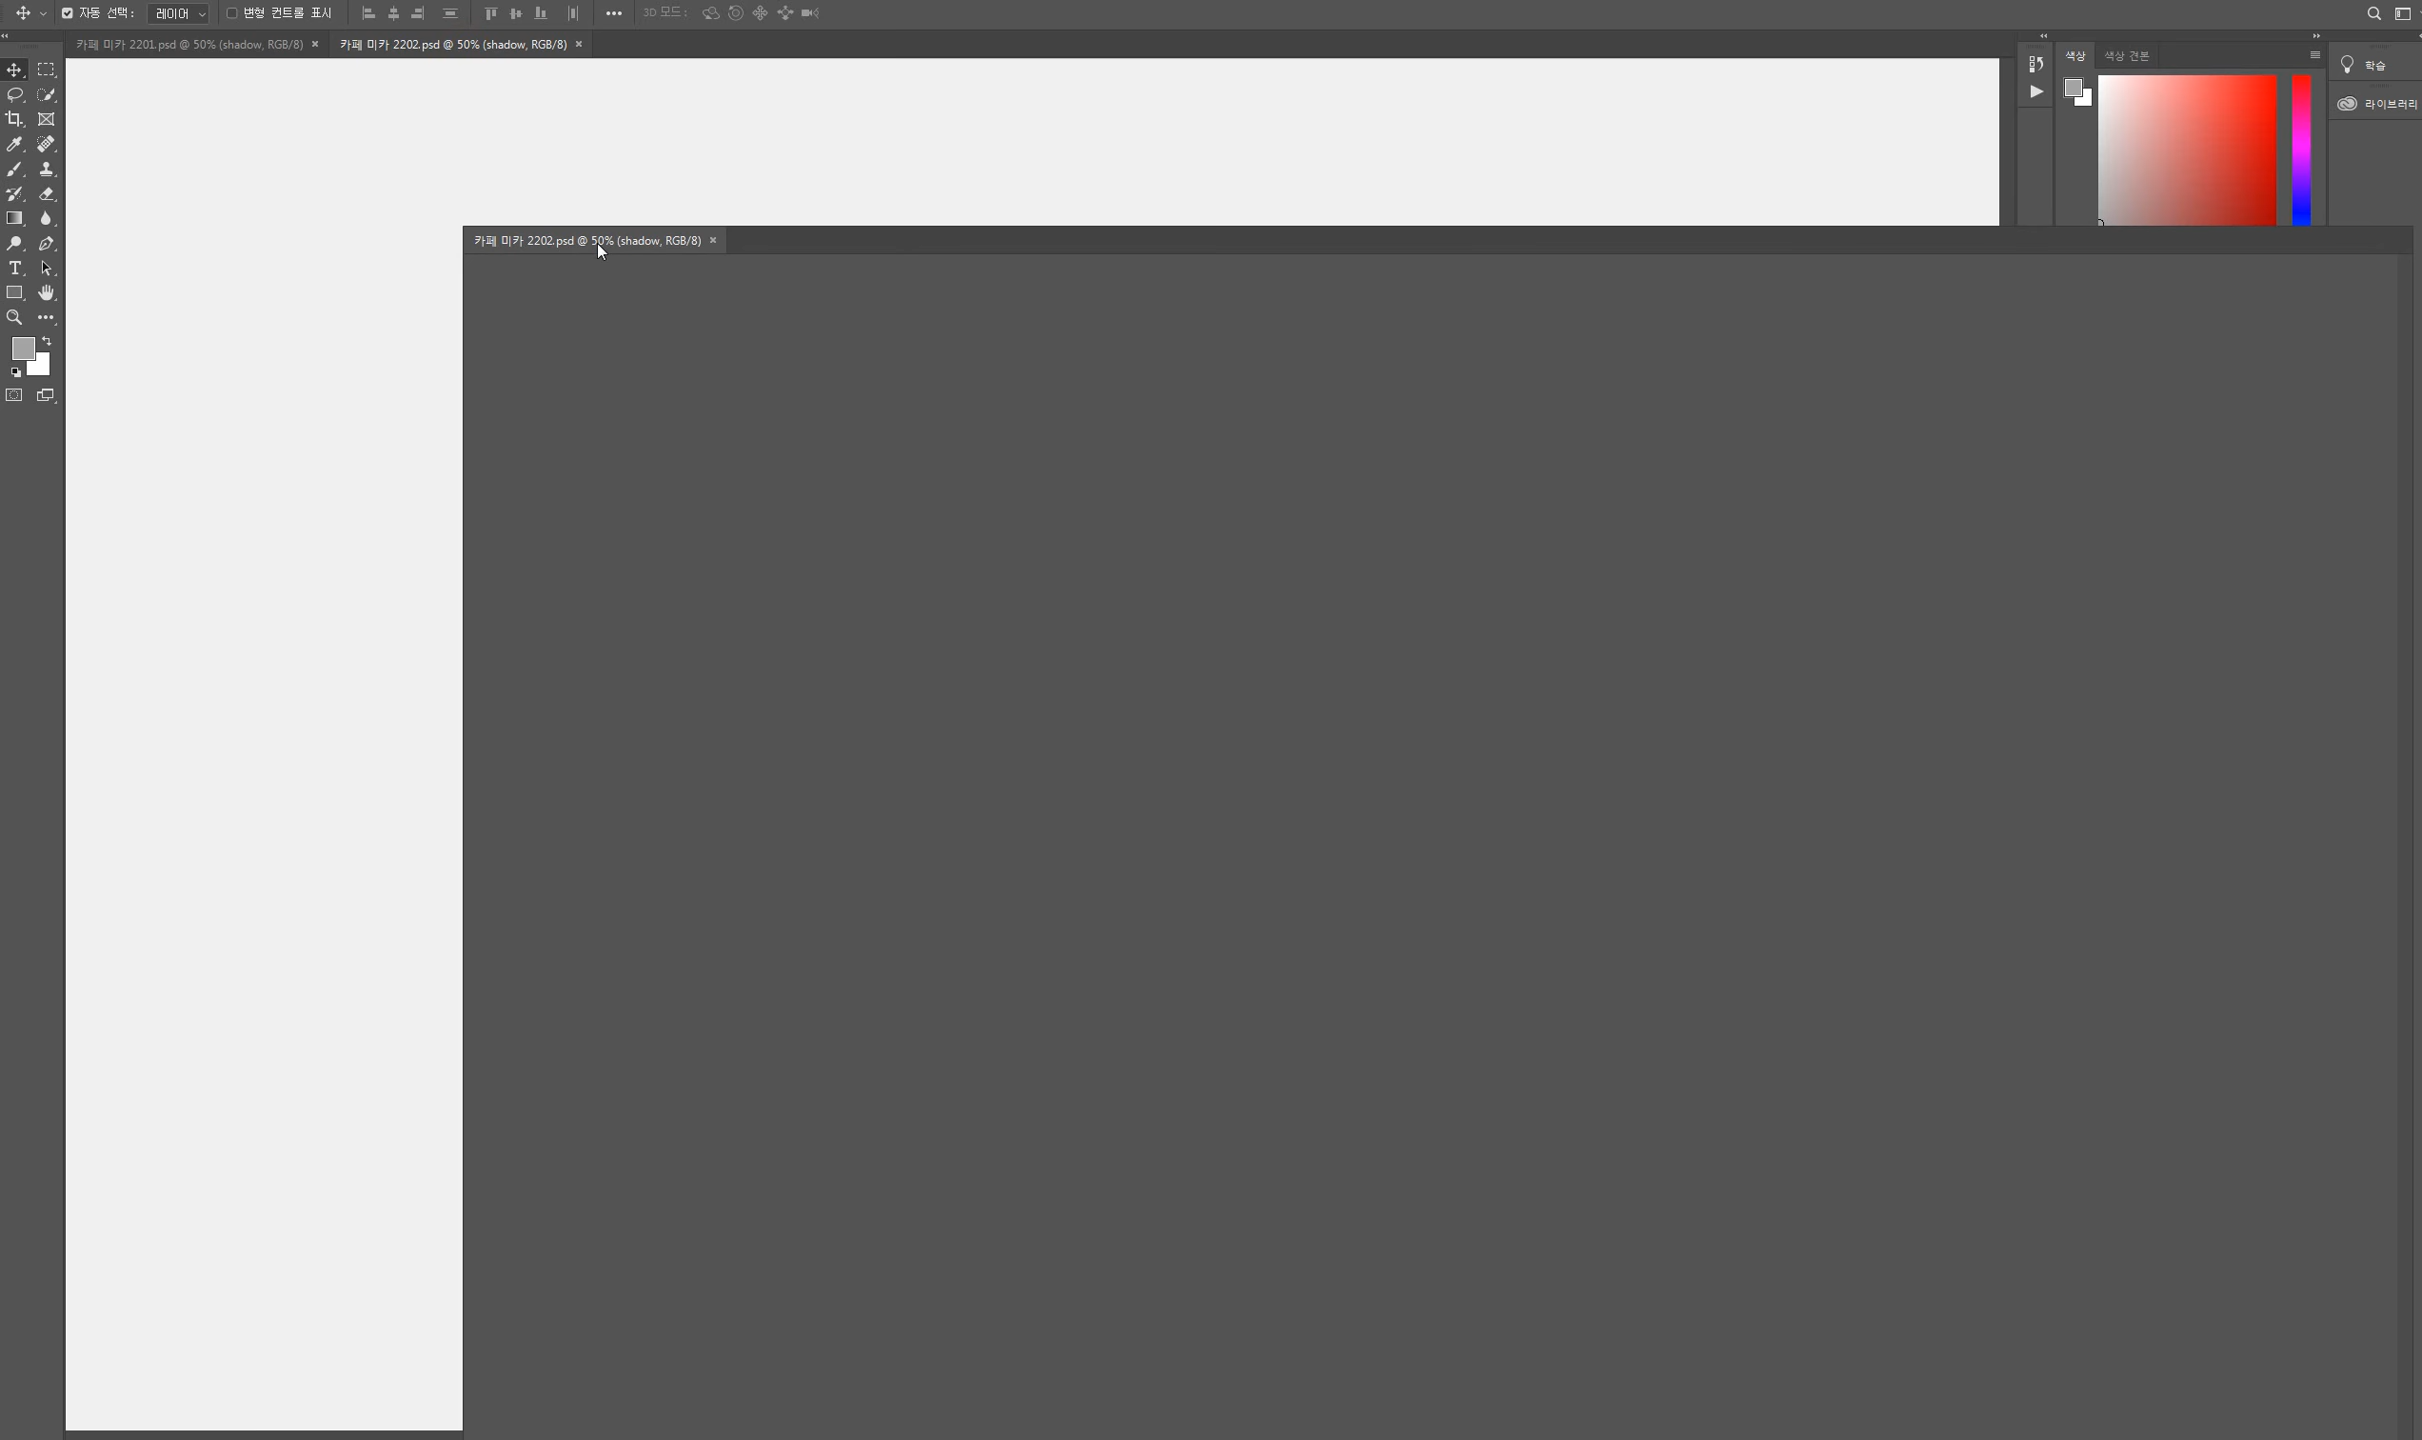 자동 선택: 레이어 변형 컨트롤 표시 3D 모드:
카페 미카 2201.psd @ 50% (shadow, RGB/8) 카페 미카 2202.psd @ 50% (shadow, RGB/8)
색상 색상 견본
학습
라이브러리
카페 미카 2202.psd @ 50% (shadow, RGB/8)